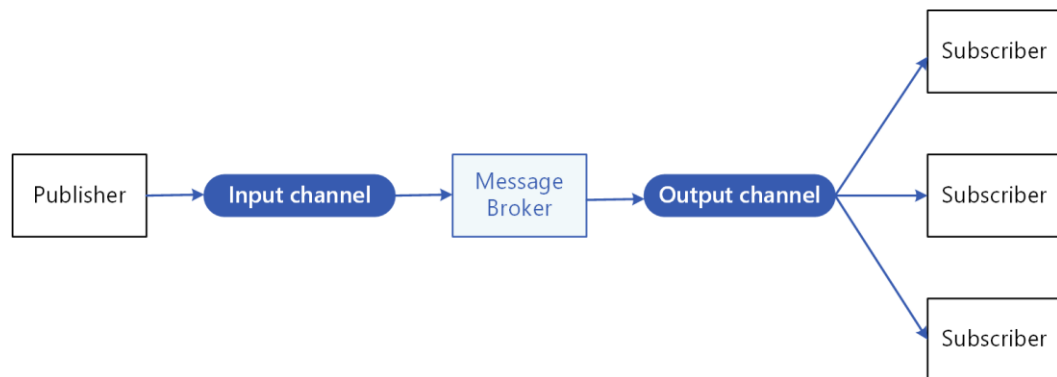 Publisher
Input channel
Message
Broker
Output channel
Subscriber
Subscriber
Subscriber